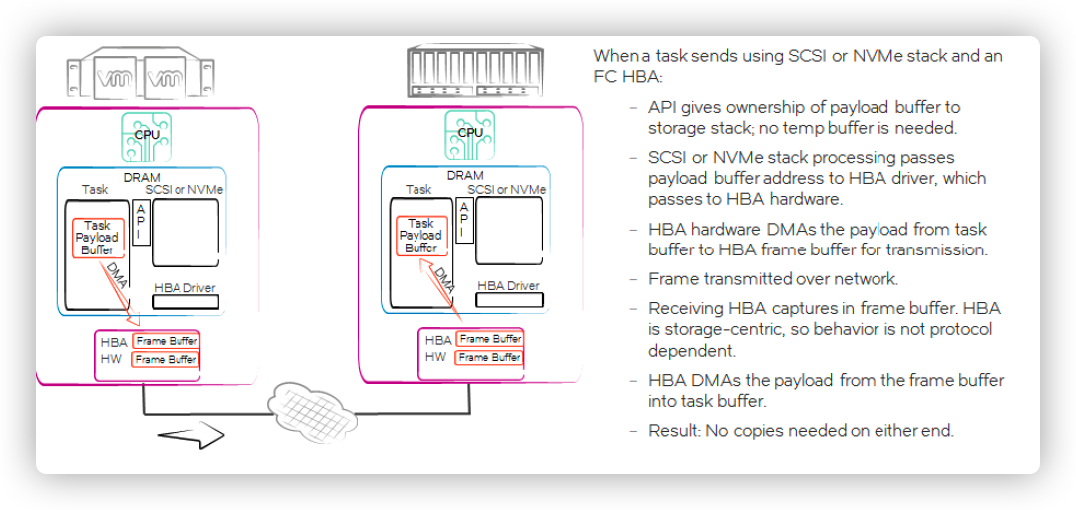 vm vm
CPU
DRAM
Task SCSI or NVMe
A
P
I
Task
Payload
Buffer
DMA
HBA Driver
HBA Frame Buffer
HW Frame Buffer
CPU
DRAM
Task SCSI or NVMe
A
P
I
Task
Payload
Buffer
DMA
HBA Driver
HBA Frame Buffer
HW Frame Buffer
When a task sends using SCSI or NVMe stack and an
FC HBA:
– API gives ownership of payload buffer to
storage stack; no temp buffer is needed.
– SCSI or NVMe stack processing passes
payload buffer address to HBA driver, which
passes to HBA hardware.
– HBA hardware DMAs the payload from task
buffer to HBA frame buffer for transmission.
– Frame transmitted over network.
– Receiving HBA captures in frame buffer. HBA
is storage-centric, so behavior is not protocol
dependent.
– HBA DMAs the payload from the frame buffer
into task buffer.
– Result: No copies needed on either end.